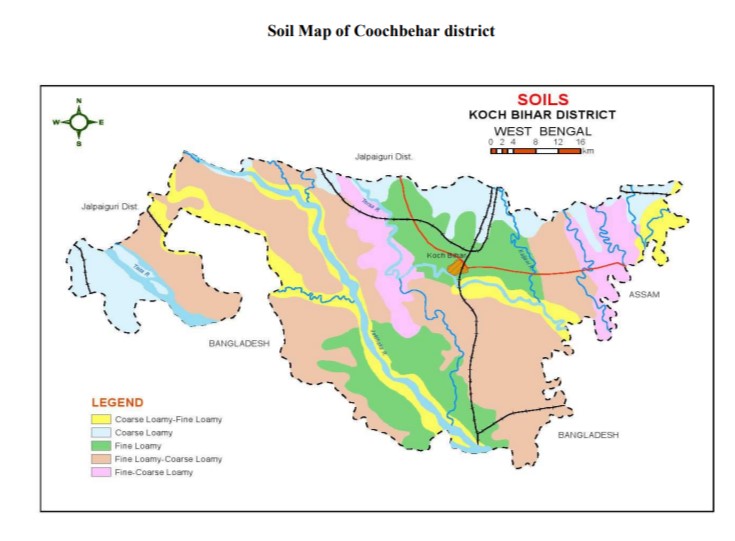 Soil Map of Coochbehar district
N
W E
S
SOILS
KOCH BIHAR DISTRICT
WEST BENGAL
0 2 4 8 12 16 km
Jalpaiguri Dist.
Jalpaiguri Dist.
Koch Bihar
ASSAM
BANGLADESH
BANGLADESH
LEGEND
Coarse Loamy-Fine Loamy
Coarse Loamy
Fine Loamy
Fine Loamy-Coarse Loamy
Fine-Coarse Loamy